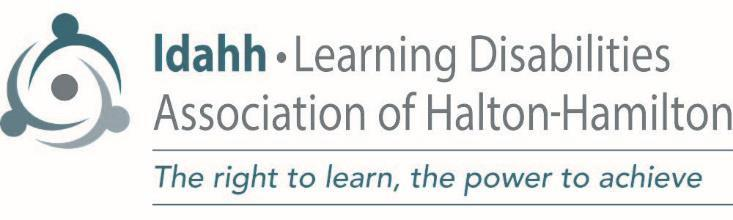 ldahh • Learning Disabilities
Association of Halton-Hamilton
The right to learn, the power to achieve